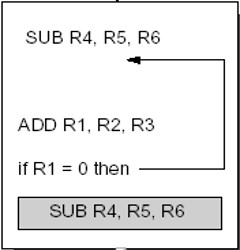 SUB R4, R5, R6
ADD R1, R2, R3
if R1 = 0 then
SUB R4, R5, R6